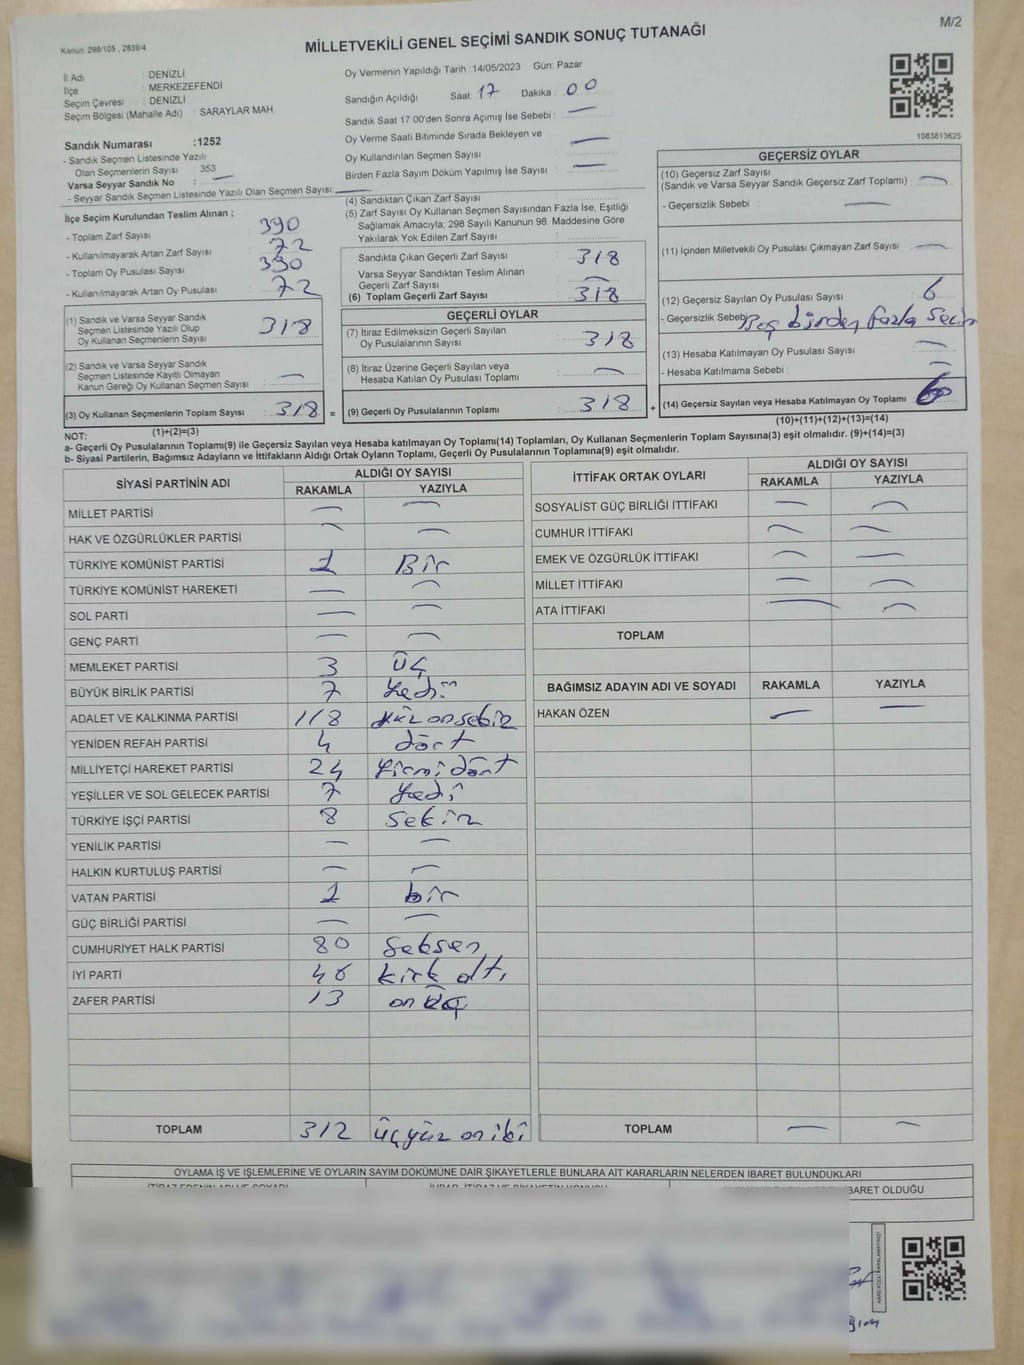 M/2
Kanun: 298/105 , 2839/4
MİLLETVEKİLİ GENEL SEÇİMİ SANDIK SONUÇ TUTANAĞI
İl Adı : DENİZLİ
İlçe : MERKEZEFENDİ
Seçim Çevresi : DENİZLİ
Seçim Bölgesi (Mahalle Adı) : SARAYLAR MAH.
Oy Vermenin Yapıldığı Tarih : 14/05/2023 Gün: Pazar
Sandığın Açıldığı Saat: 17 Dakika : 00
Sandık Saat 17:00'den Sonra Açımış İse Sebebi : —
Oy Verme Saati Bitiminde Sırada Bekleyen ve
Oy Kullandırılan Seçmen Sayısı —
Birden Fazla Sayım Döküm Yapılmış İse Sayısı —
1083813625
Sandık Numarası :1252
- Sandık Seçmen Listesinde Yazılı
Olan Seçmenlerin Sayısı : 353
Varsa Seyyar Sandık No : —
- Seyyar Sandık Seçmen Listesinde Yazılı Olan Seçmen Sayısı : —
İlçe Seçim Kurulundan Teslim Alınan ;
- Toplam Zarf Sayısı : 390
- Kullanılmayarak Artan Zarf Sayısı : 72
- Toplam Oy Pusulası Sayısı : 390
- Kullanılmayarak Artan Oy Pusulası : 72
(1) Sandık ve Varsa Seyyar Sandık
Seçmen Listesinde Yazılı Olup
Oy Kullanan Seçmenlerin Sayısı : 318
(2) Sandık ve Varsa Seyyar Sandık
Seçmen Listesinde Kayıtlı Olmayan
Kanun Gereği Oy Kullanan Seçmen Sayısı : —
(3) Oy Kullanan Seçmenlerin Toplam Sayısı : 318 =
(1)+(2)=(3)
(4) Sandıktan Çıkan Zarf Sayısı :
(5) Zarf Sayısı Oy Kullanan Seçmen Sayısından Fazla İse, Eşitliği
Sağlamak Amacıyla; 298 Sayılı Kanunun 98. Maddesine Göre
Yakılarak Yok Edilen Zarf Sayısı :
Sandıkta Çıkan Geçerli Zarf Sayısı : 318
Varsa Seyyar Sandıktan Teslim Alınan
Geçerli Zarf Sayısı : —
(6) Toplam Geçerli Zarf Sayısı : 318
GEÇERLİ OYLAR
(7) İtiraz Edilmeksizin Geçerli Sayılan
Oy Pusulalarının Sayısı : 318
(8) İtiraz Üzerine Geçerli Sayılan veya
Hesaba Katılan Oy Pusulası Toplamı : —
(9) Geçerli Oy Pusulalarının Toplamı : 318 +
GEÇERSİZ OYLAR
(10) Geçersiz Zarf Sayısı
(Sandık ve Varsa Seyyar Sandık Geçersiz Zarf Toplamı) : —
- Geçersizlik Sebebi : —
(11) İçinden Milletvekili Oy Pusulası Çıkmayan Zarf Sayısı : —
(12) Geçersiz Sayılan Oy Pusulası Sayısı : 6
- Geçersizlik Sebebi : Boş birden fazla seçim
(13) Hesaba Katılmayan Oy Pusulası Sayısı : —
- Hesaba Katılmama Sebebi : —
(14) Geçersiz Sayılan veya Hesaba Katılmayan Oy Toplamı : 6
(10)+(11)+(12)+(13)=(14)
NOT:
a- Geçerli Oy Pusulalarının Toplamı(9) ile Geçersiz Sayılan veya Hesaba katılmayan Oy Toplamı(14) Toplamları, Oy Kullanan Seçmenlerin Toplam Sayısına(3) eşit olmalıdır. (9)+(14)=(3)
b- Siyasi Partilerin, Bağımsız Adayların ve İttifakların Aldığı Ortak Oyların Toplamı, Geçerli Oy Pusulalarının Toplamına(9) eşit olmalıdır.
SİYASİ PARTİNİN ADI ALDIĞI OY SAYISI
RAKAMLA YAZIYLA
MİLLET PARTİSİ — —
HAK VE ÖZGÜRLÜKLER PARTİSİ — —
TÜRKİYE KOMÜNİST PARTİSİ 1 Bir
TÜRKİYE KOMÜNİST HAREKETİ — —
SOL PARTİ — —
GENÇ PARTİ — —
MEMLEKET PARTİSİ 3 üç
BÜYÜK BİRLİK PARTİSİ 7 Yedi
ADALET VE KALKINMA PARTİSİ 118 yüz onsekiz
YENİDEN REFAH PARTİSİ 4 dört
MİLLİYETÇİ HAREKET PARTİSİ 24 Yirmi dört
YEŞİLLER VE SOL GELECEK PARTİSİ 7 Yedi
TÜRKİYE İŞÇİ PARTİSİ 8 Sekiz
YENİLİK PARTİSİ — —
HALKIN KURTULUŞ PARTİSİ — —
VATAN PARTİSİ 1 bir
GÜÇ BİRLİĞİ PARTİSİ — —
CUMHURİYET HALK PARTİSİ 80 Seksen
İYİ PARTİ 46 kırk altı
ZAFER PARTİSİ 13 on üç
TOPLAM 312 üçyüz on iki
İTTİFAK ORTAK OYLARI ALDIĞI OY SAYISI
RAKAMLA YAZIYLA
SOSYALİST GÜÇ BİRLİĞİ İTTİFAKI — —
CUMHUR İTTİFAKI — —
EMEK VE ÖZGÜRLÜK İTTİFAKI — —
MİLLET İTTİFAKI — —
ATA İTTİFAKI — —
TOPLAM
BAĞIMSIZ ADAYIN ADI VE SOYADI RAKAMLA YAZIYLA
HAKAN ÖZEN — —
TOPLAM — —
OYLAMA İŞ VE İŞLEMLERİNE VE OYLARIN SAYIM DÖKÜMÜNE DAİR ŞİKAYETLERLE BUNLARA AİT KARARLARIN NELERDEN İBARET BULUNDUKLARI
İBARET OLDUĞU